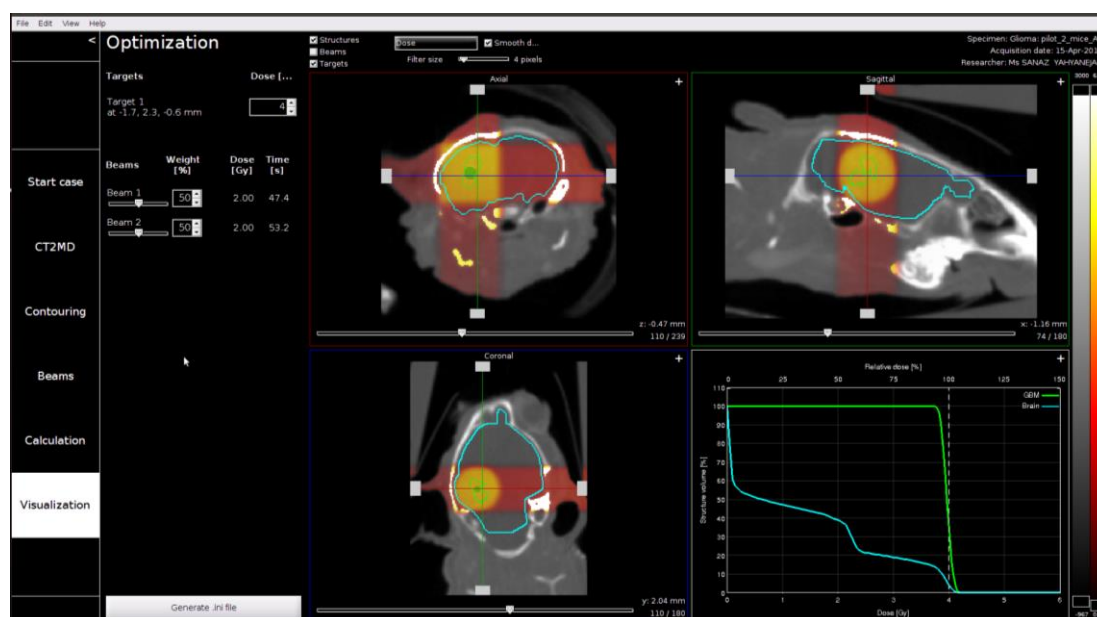 File Edit View Help
<
Optimization
Targets Dose [...
Target 1
at -1.7, 2.3, -0.6 mm
4
Beams Weight [%] Dose [Gy] Time [s]
Beam 1 50 2.00 47.4
Beam 2 50 2.00 53.2
Start case
CT2MD
Contouring
Beams
Calculation
Visualization
Generate .ini file
Structures
Beams
Targets
Dose
Smooth d...
Filter size 4 pixels
Specimen: Glioma: pilot_2_mice_A
Acquisition date: 15-Apr-201
Researcher: Ms SANAZ YAHYANEJA
Axial
+
z: -0.47 mm
110 / 239
Sagittal
+
x: -1.16 mm
74 / 180
Coronal
+
y: 2.04 mm
110 / 180
+
Relative dose [%]
0 25 50 75 100 125 150
GBM
Brain
Structure volume [%]
110
100
90
80
70
60
50
40
30
20
10
0
0 1 2 3 4 5 6
Dose [Gy]
3000
-967